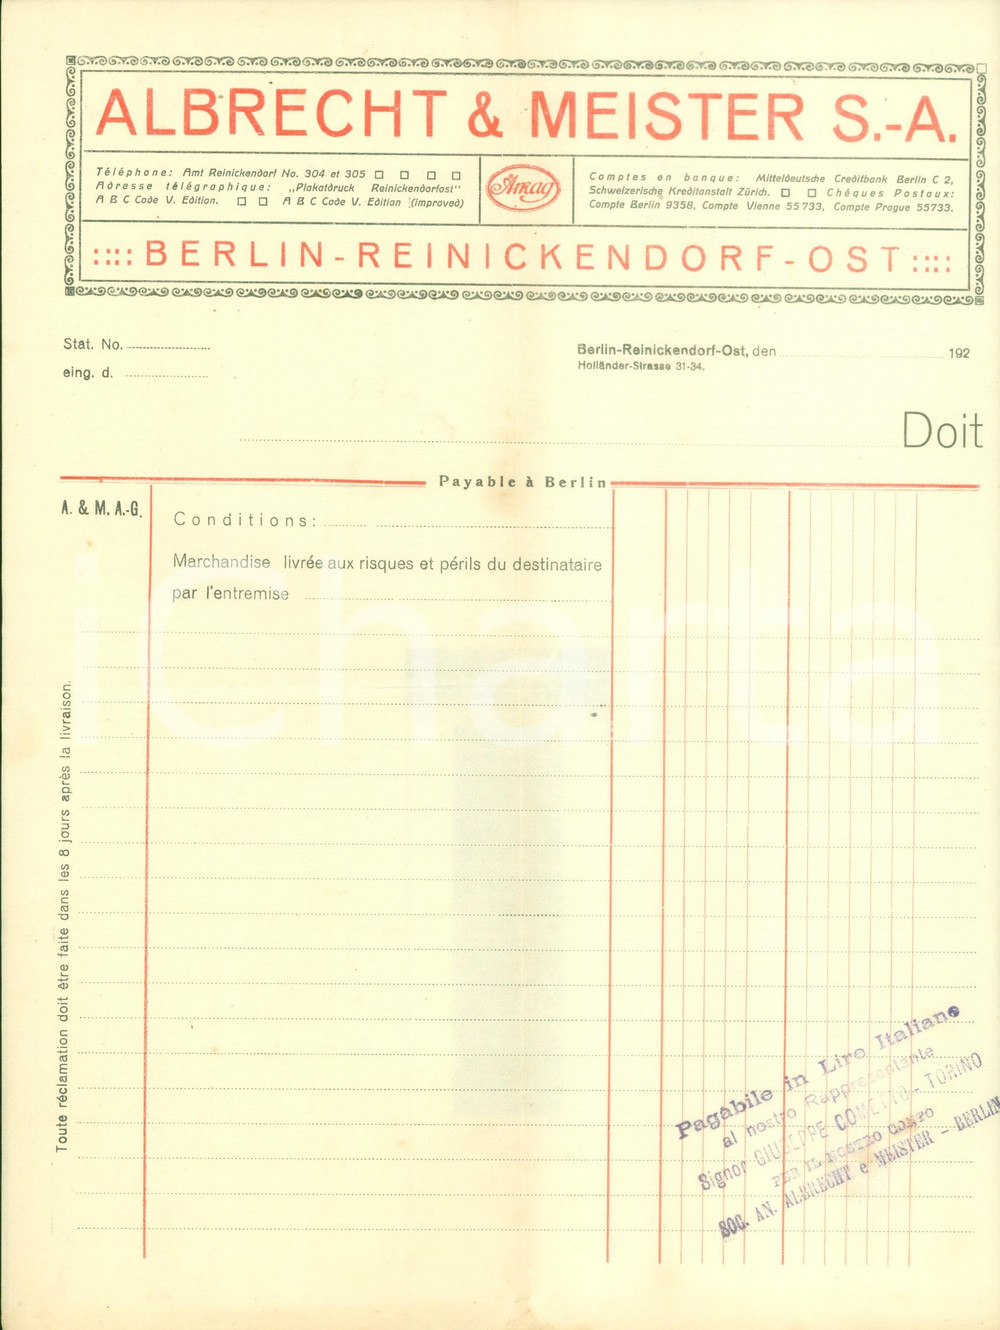 ALBRECHT & MEISTER S.-A.
Téléphone: Amt Reinickendorf No. 304 et 305
Adresse télégraphique: „Plakatdruck Reinickendorfost“
A B C Code V. Edition. A B C Code V. Edition (improved)
Amag
Comptes en banque: Mitteldeutsche Creditbank Berlin C 2,
Schweizerische Kreditanstalt Zürich. Chéques Postaux:
Compte Berlin 9358, Compte Vienne 55 733, Compte Prague 55733.
BERLIN-REINICKENDORF-OST
Stat. No.
eing. d.
Berlin-Reinickendorf-Ost, den 192
Holländer-Strasse 31-34.
Doit
Payable à Berlin
A. & M. A.-G.
Conditions:
Marchandise livrée aux risques et périls du destinataire
par l'entremise
Toute réclamation doit être faite dans les 8 jours après la livraison.
iCharta
Pagabile in Lire Italiane
al nostro Rappresentante
Signor GIUSEPPE COMETTO - TORINO
PER IL NOSTRO CONTO
SOC. AN. ALBRECHT e MEISTER - BERLIN